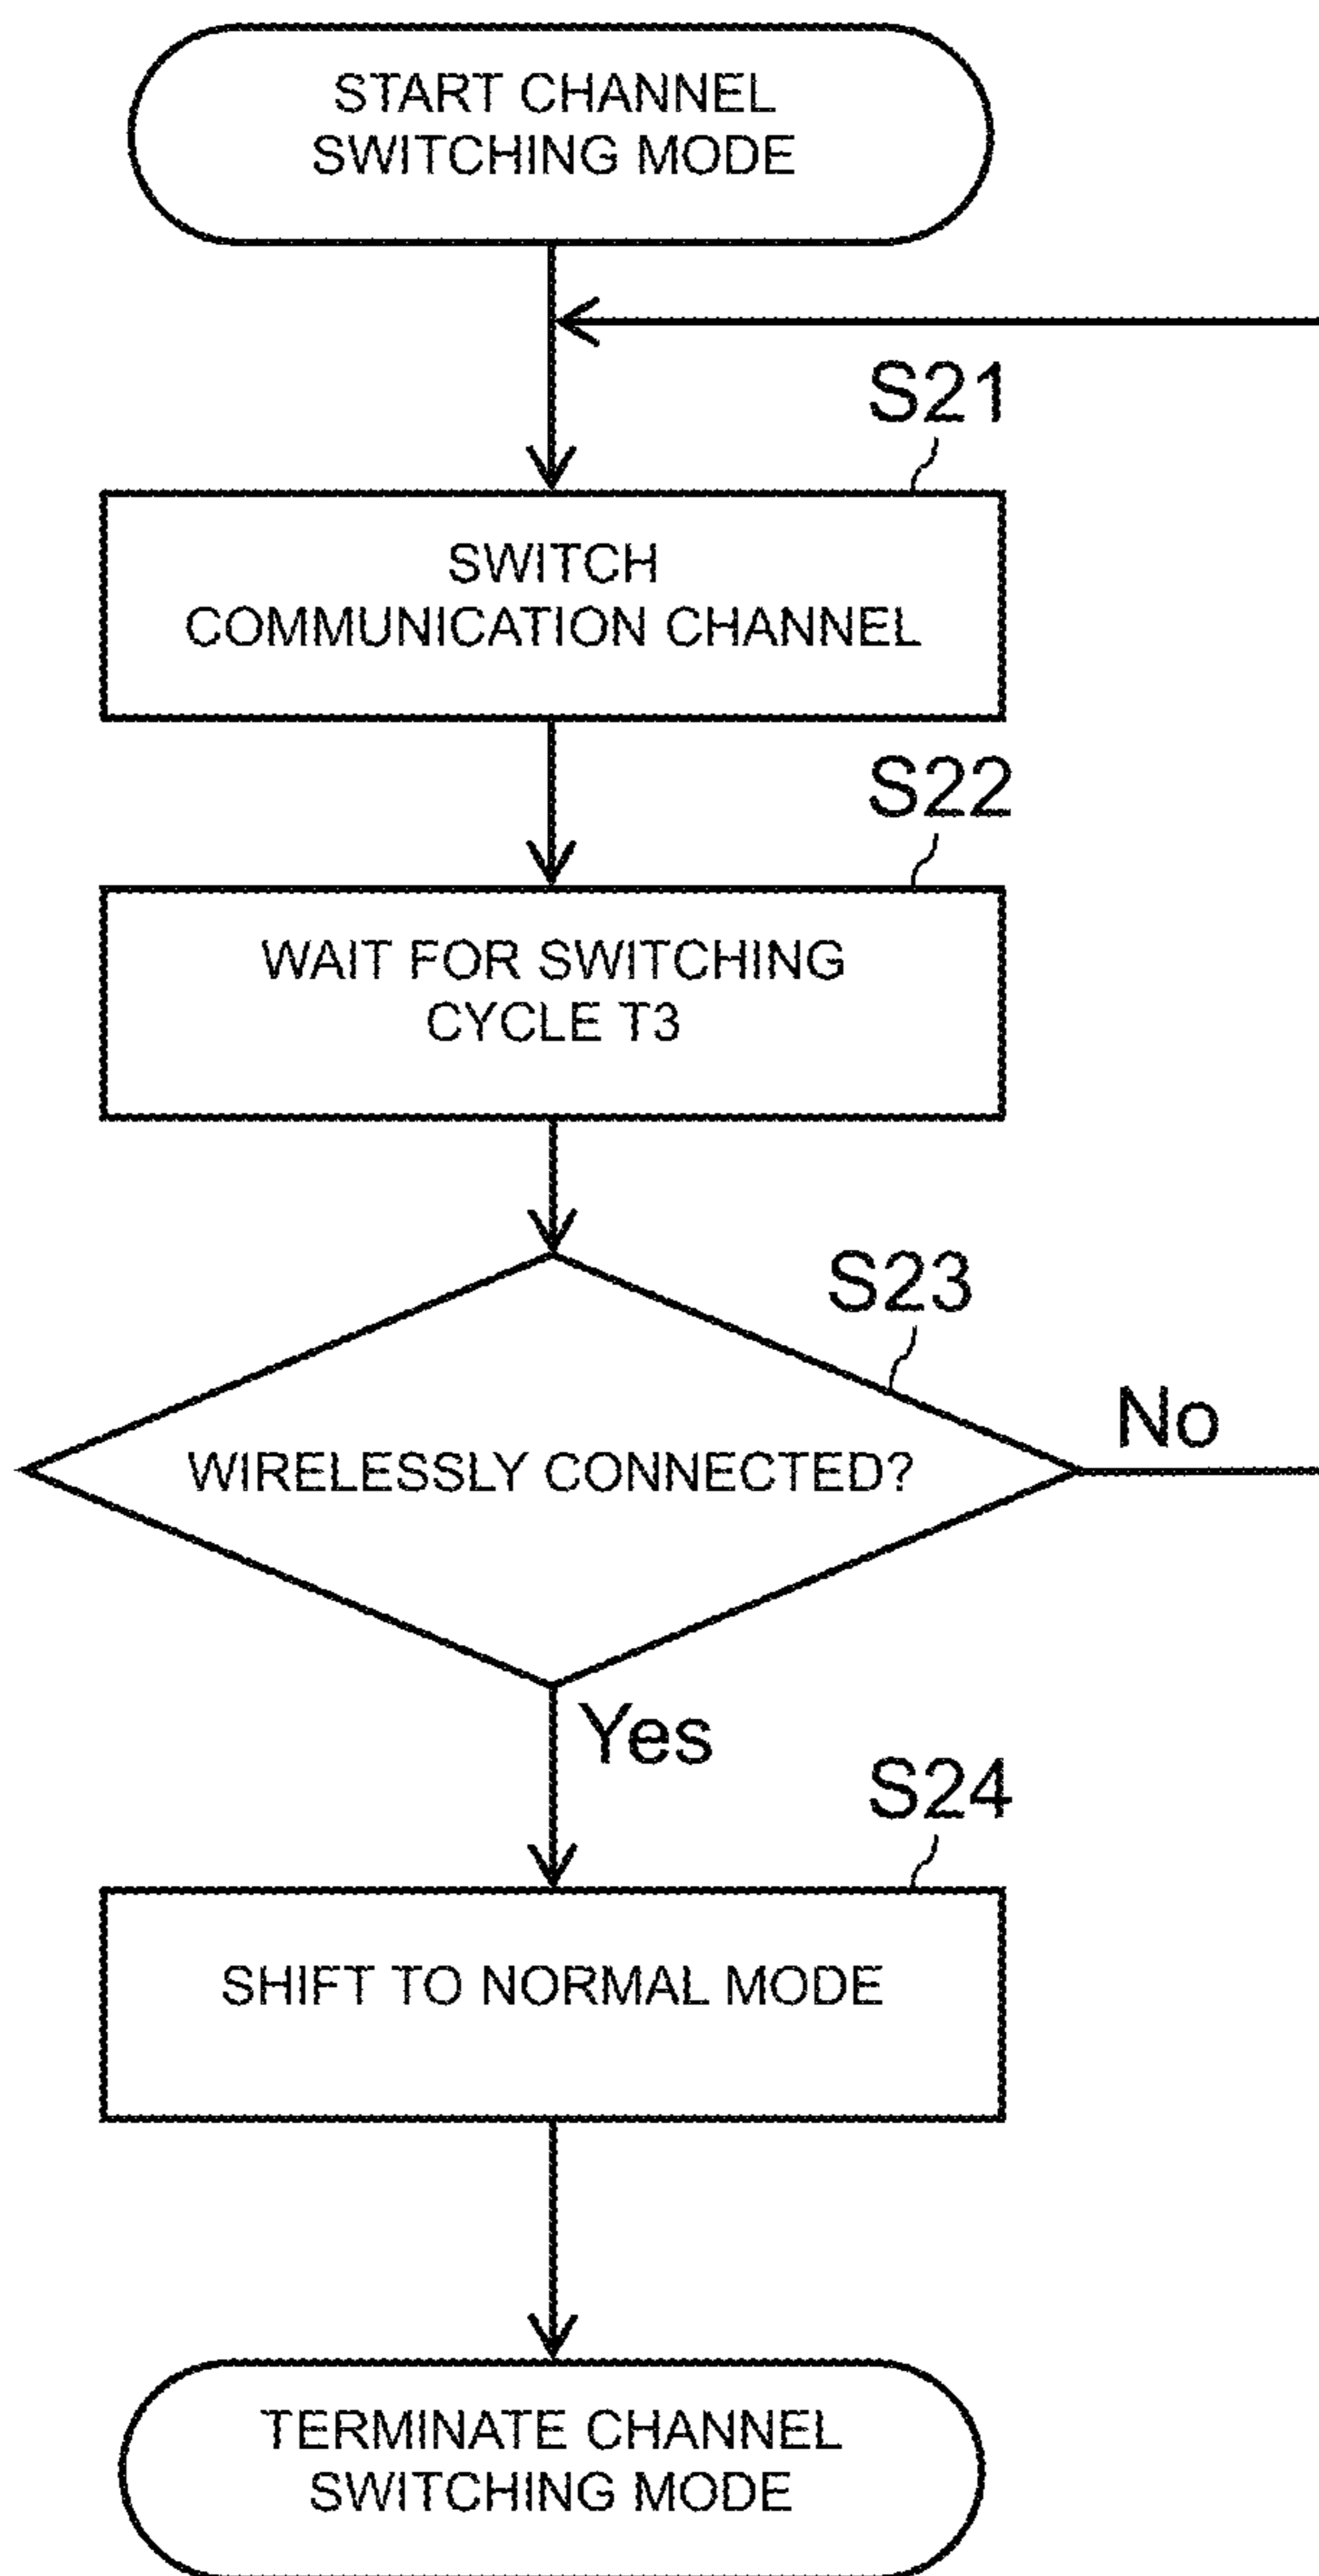 START CHANNEL
SWITCHING MODE
S21
SWITCH
COMMUNICATION CHANNEL
S22
WAIT FOR SWITCHING
CYCLE T3
S23
WIRELESSLY CONNECTED?
No
Yes
S24
SHIFT TO NORMAL MODE
TERMINATE CHANNEL
SWITCHING MODE